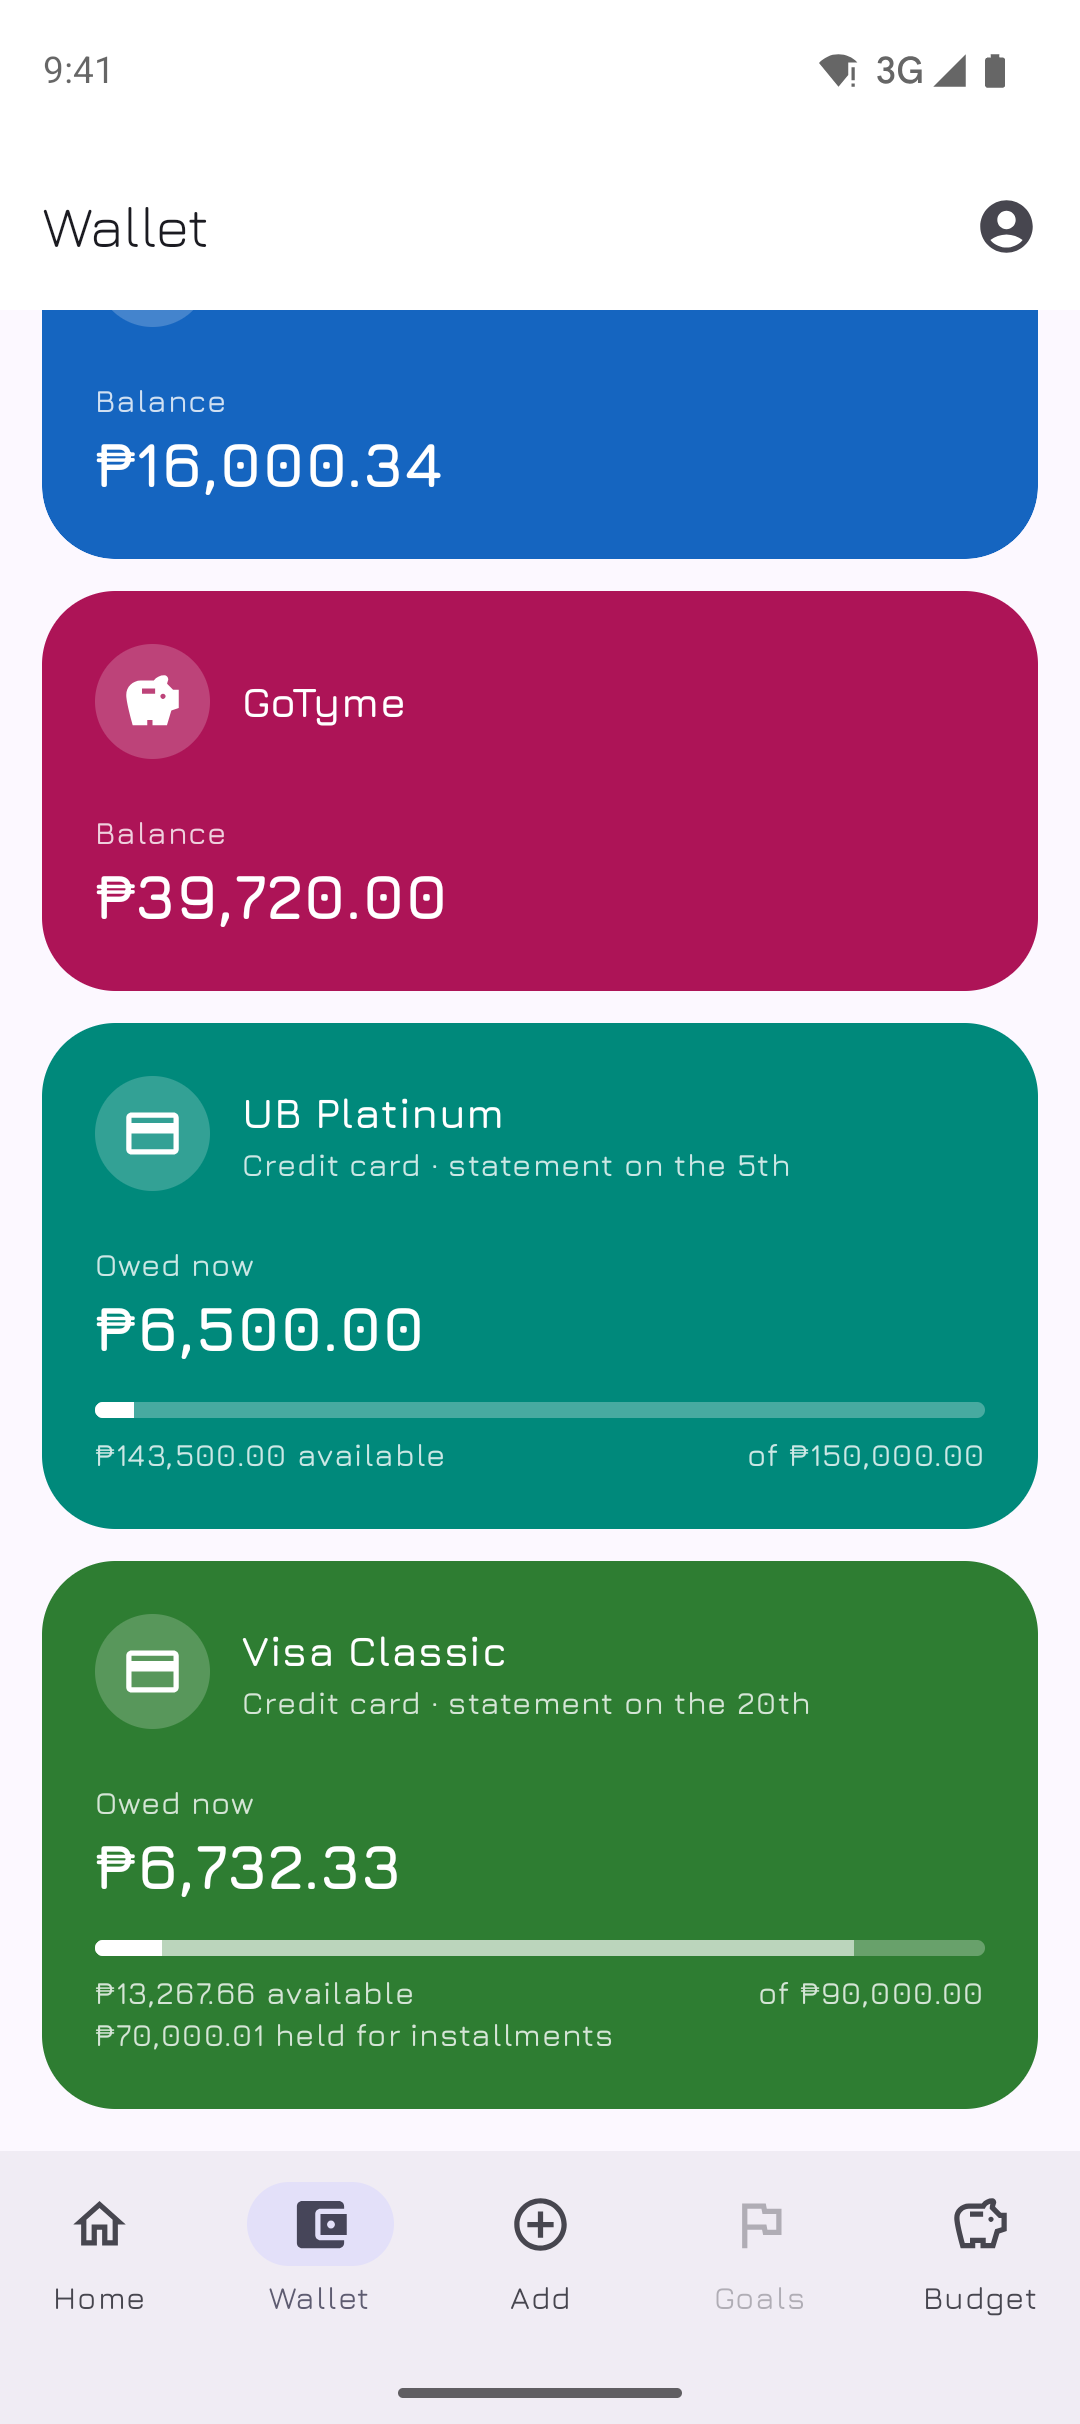 9:41
3G
Wallet
Balance
₱16,000.34
GoTyme
Balance
₱39,720.00
UB Platinum
Credit card · statement on the 5th
Owed now
₱6,500.00
₱143,500.00 available
of ₱150,000.00
Visa Classic
Credit card · statement on the 20th
Owed now
₱6,732.33
₱13,267.66 available
of ₱90,000.00
₱70,000.01 held for installments
Home
Wallet
Add
Goals
Budget